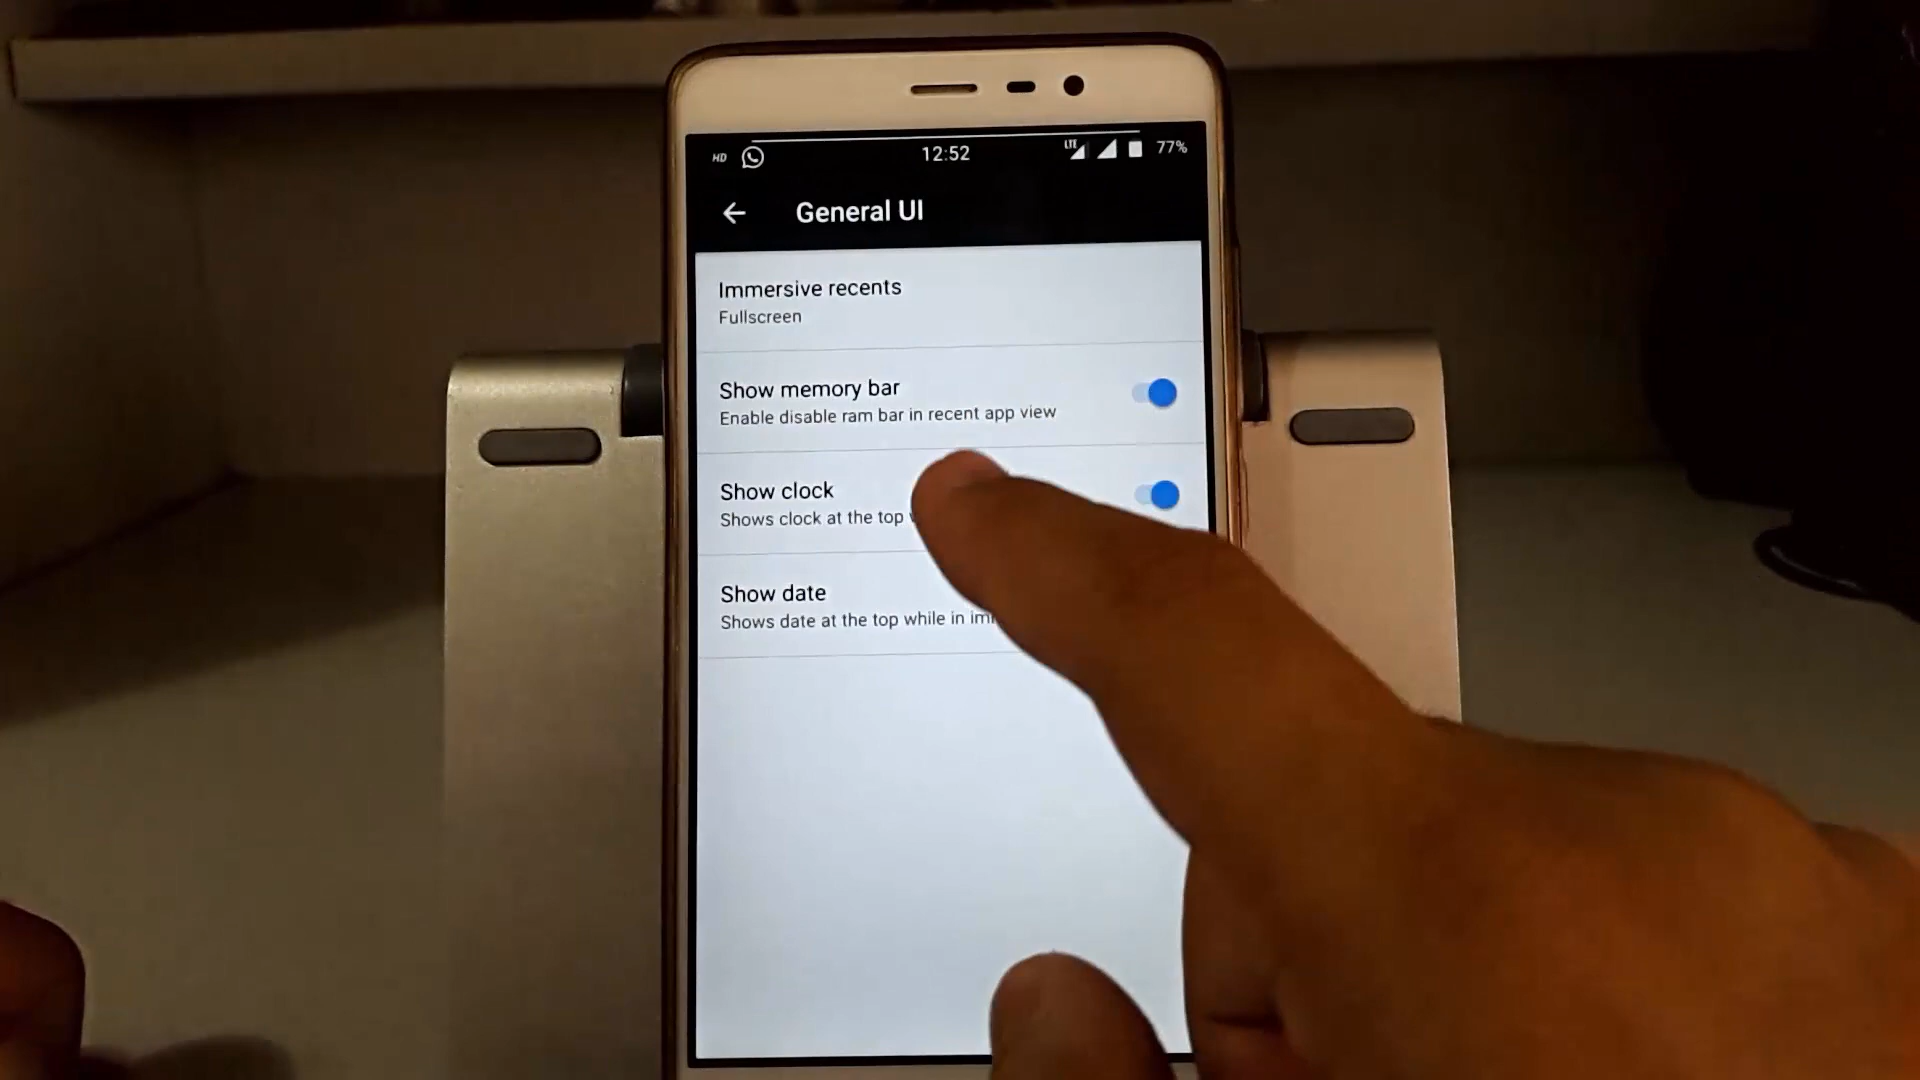 HD 12:52 LTE 77%
General UI
Immersive recents
Fullscreen
Show memory bar
Enable disable ram bar in recent app view
Show clock
Shows clock at the top
Show date
Shows date at the top while in